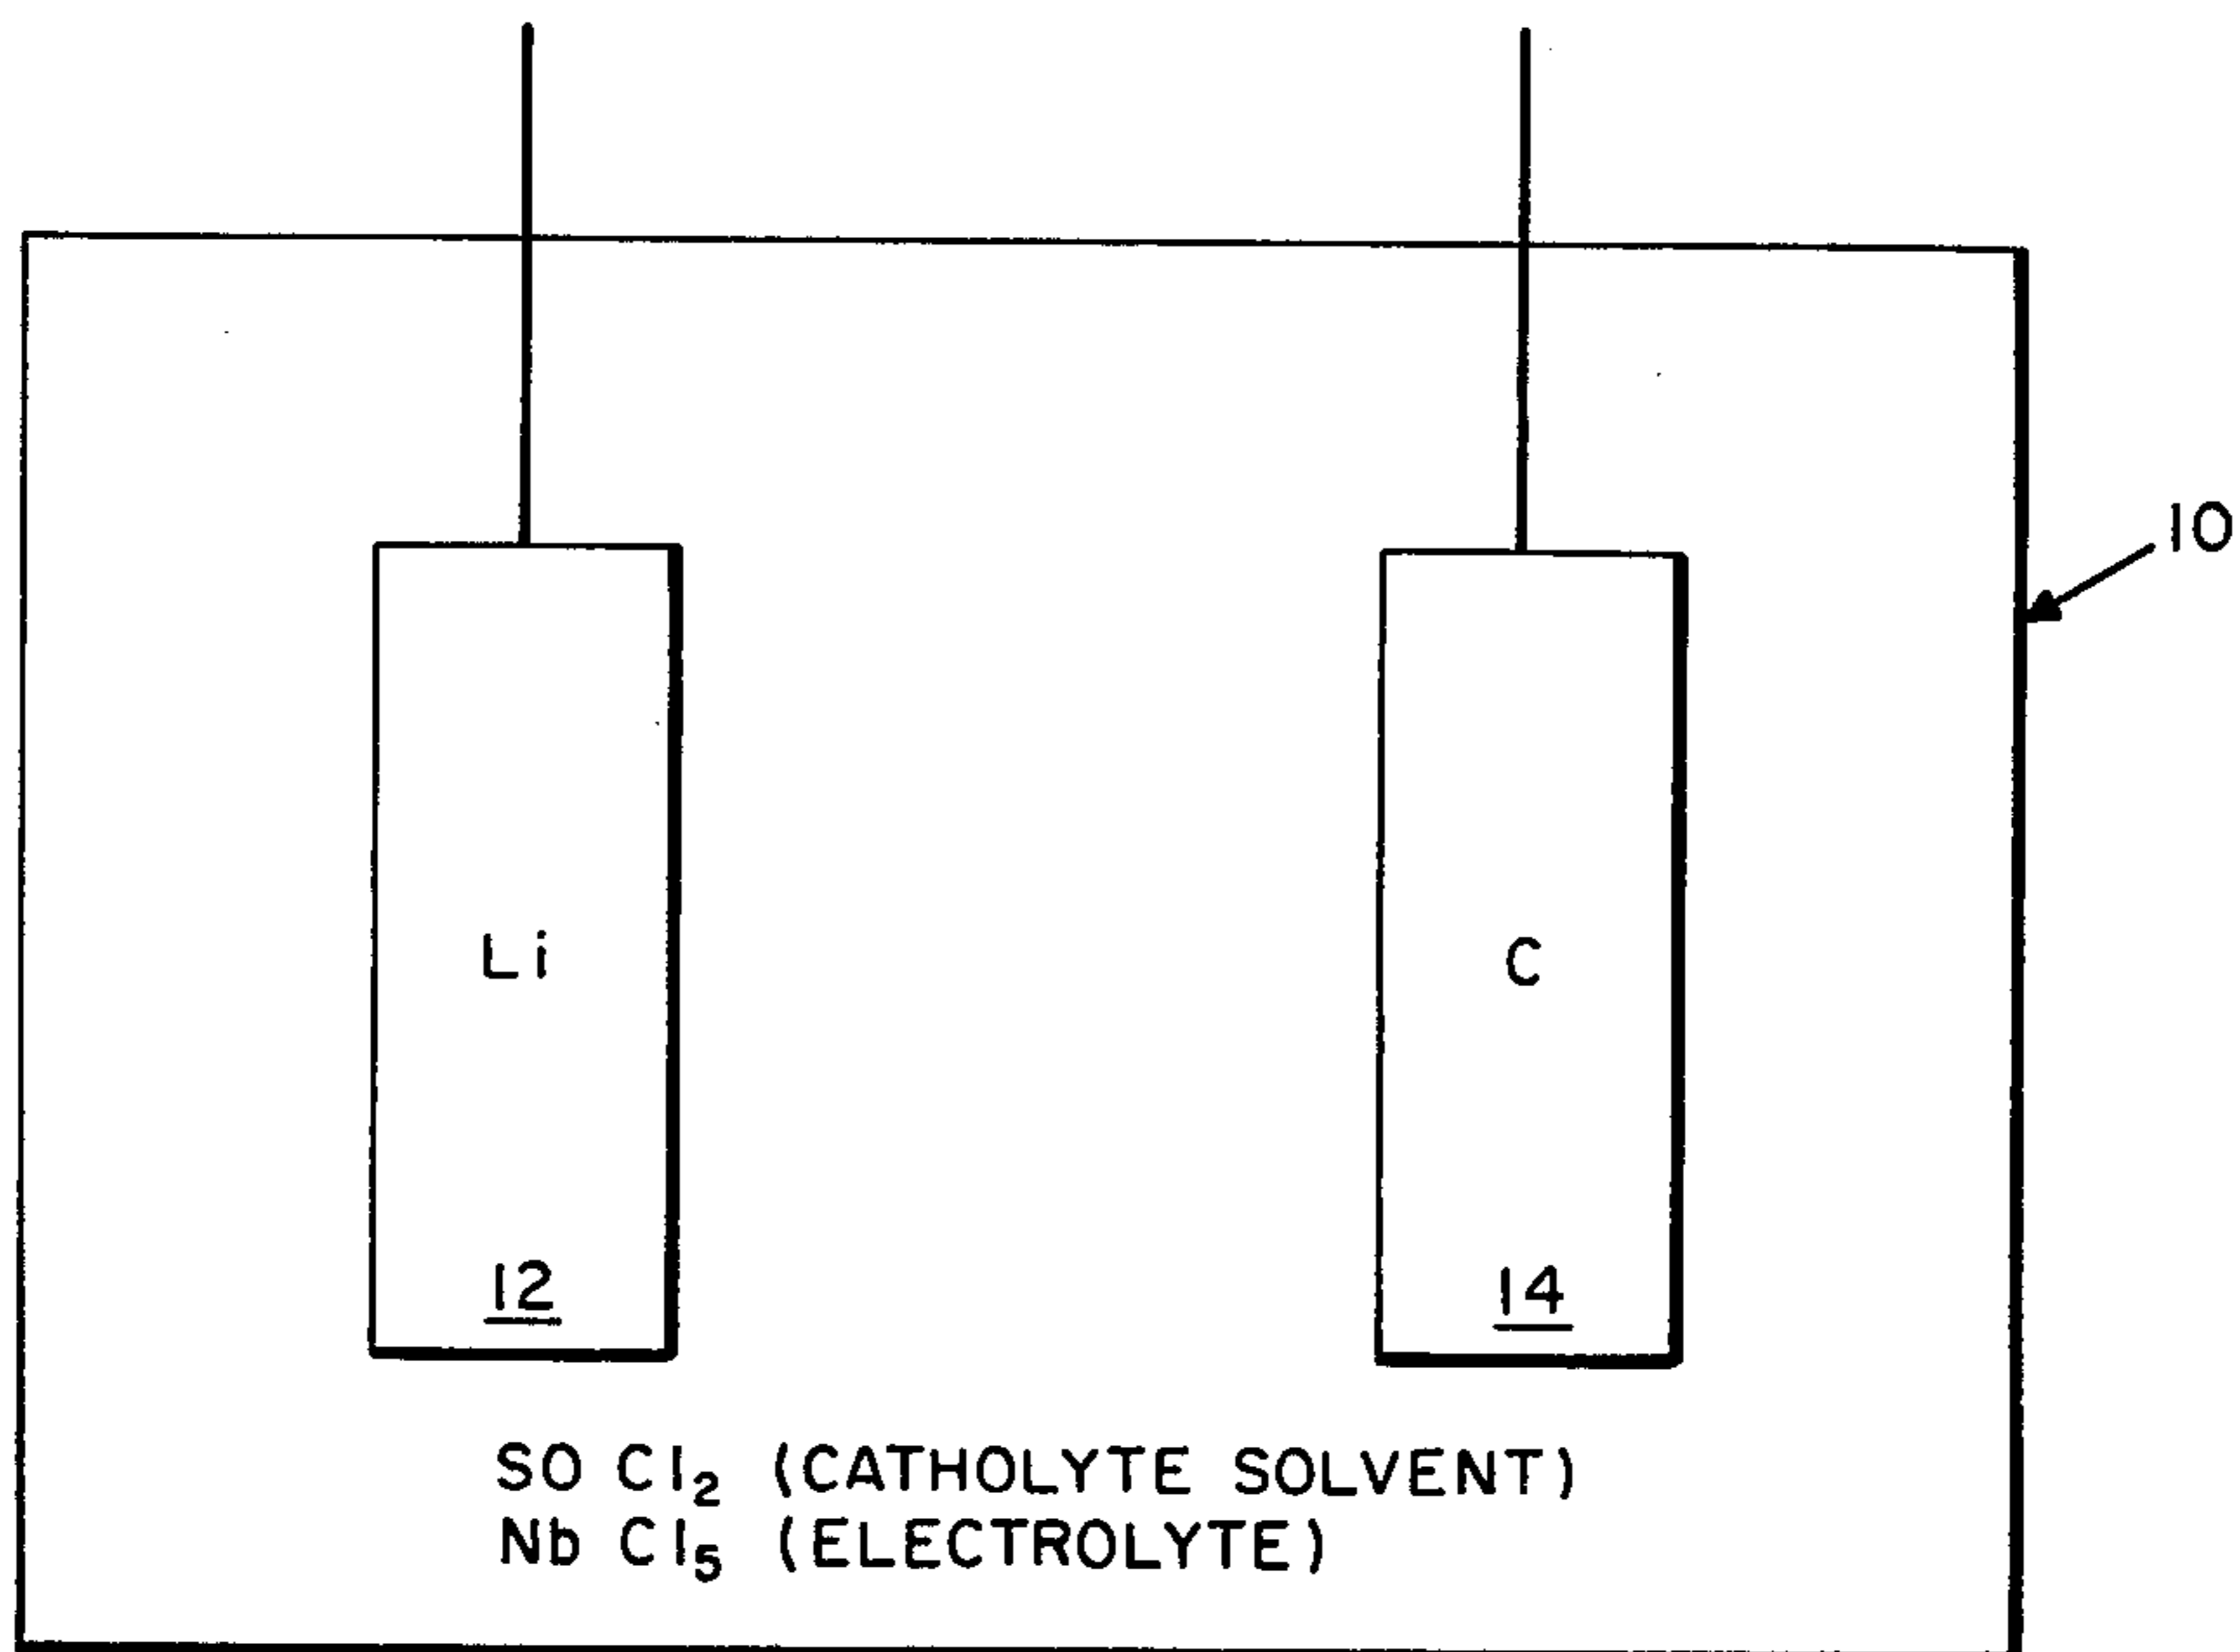 10
Li
C
12
14
SO Cl₂ (CATHOLYTE SOLVENT)
Nb Cl₅ (ELECTROLYTE)